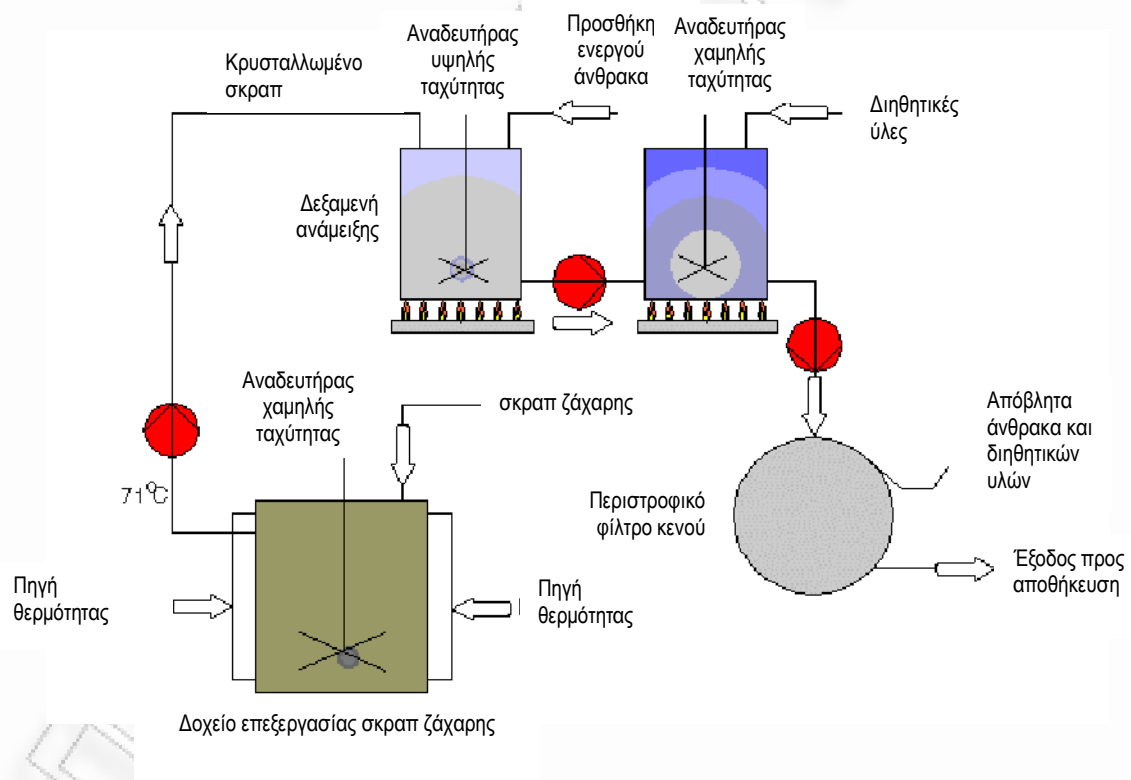 Αναδευτήρας
υψηλής
ταχύτητας
Προσθήκη
ενεργού
άνθρακα
Αναδευτήρας
χαμηλής
ταχύτητας
Κρυσταλλωμένο
σκραπ
Διηθητικές
ύλες
Δεξαμενή
ανάμειξης
Αναδευτήρας
χαμηλής
ταχύτητας
σκραπ ζάχαρης
Απόβλητα
άνθρακα και
διηθητικών
υλών
71°C
Περιστροφικό
φίλτρο κενού
Έξοδος προς
αποθήκευση
Πηγή
θερμότητας
Πηγή
θερμότητας
Δοχείο επεξεργασίας σκραπ ζάχαρης